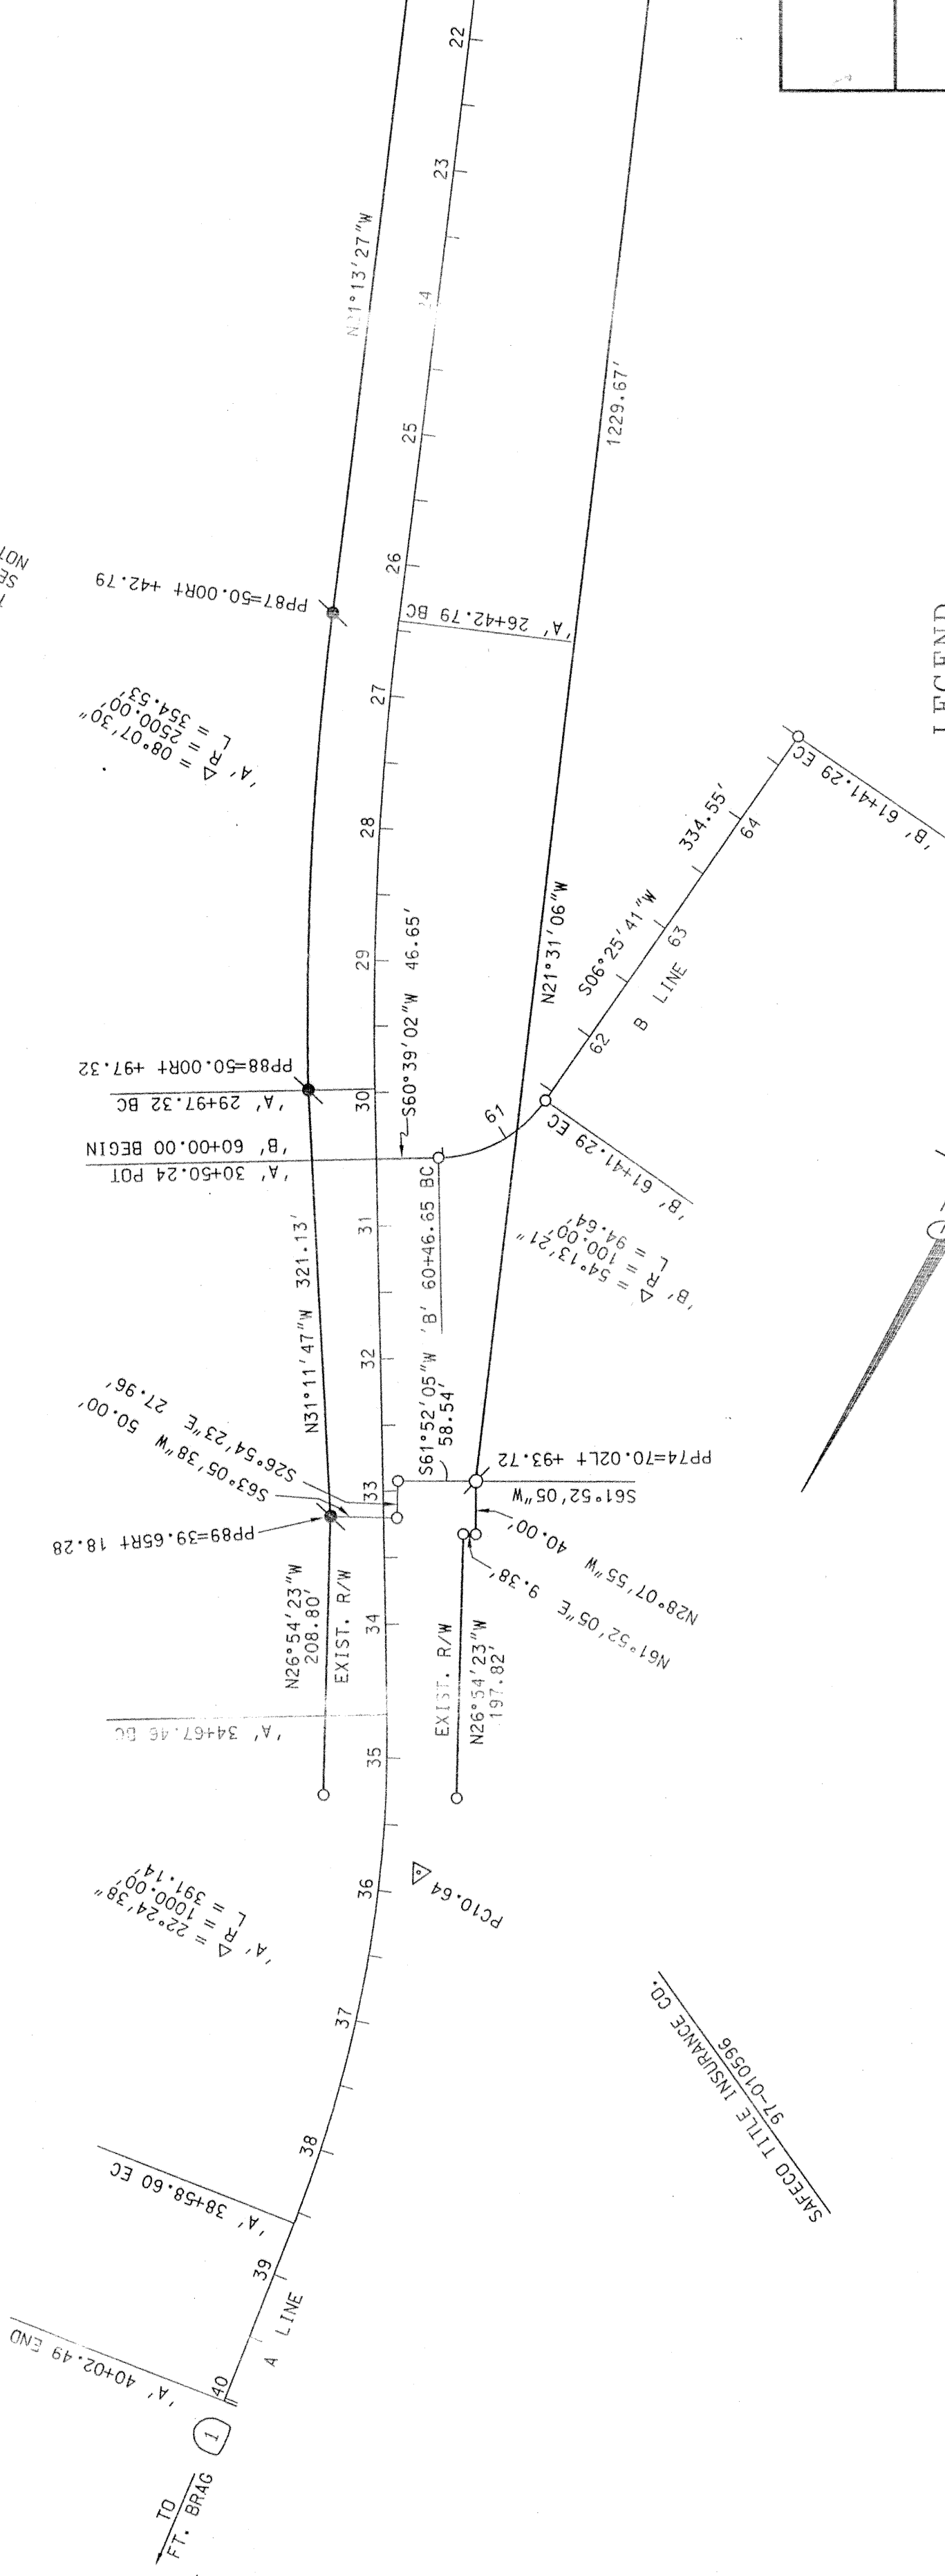 22
23
N21°13'27"W
24
25
1229.67'
26
PP87=50.00Rt +42.79
'A' 26+42.79 BC
NOT
SE
LEGEND
27
'A'
Δ = 08°07'30"
R = 2500.00'
L = 354.53'
28
334.55'
64
'B' 61+41.29 EC
S60°39'02"W 46.65'
29
N21°31'06"W
S06°25'41"W
63
B LINE
62
PP88=50.00Rt +97.32
'A' 29+97.32 BC
30
61
'B' 61+41.29 EC
'B' 60+00.00 BEGIN
'A' 30+50.24 POT
'B' 60+46.65 BC
31
'B'
Δ = 54°13'21"
R = 100.00'
L = 94.64'
N31°11'47"W 321.13'
32
S61°52'05"W
58.54'
S26°54'23"E 27.96'
S63°05'38"W 50.00'
33
PP74=70.02Lt +93.72
S61°52'05"W
PP89=39.65Rt 18.28
N28°07'55"W 40.00'
N61°52'05"E 9.38'
N26°54'23"W
208.80'
EXIST. R/W
34
EXIST. R/W
N26°54'23"W
197.82'
'A' 34+67.46 BC
35
36
PC10.64
'A'
Δ = 22°24'38"
R = 1000.00'
L = 391.14'
37
SAFECO TITLE INSURANCE CO.
97-010596
38
'A' 38+58.60 EC
39
A LINE
'A' 40+02.49 END
40
1
TO
FT. BRAG